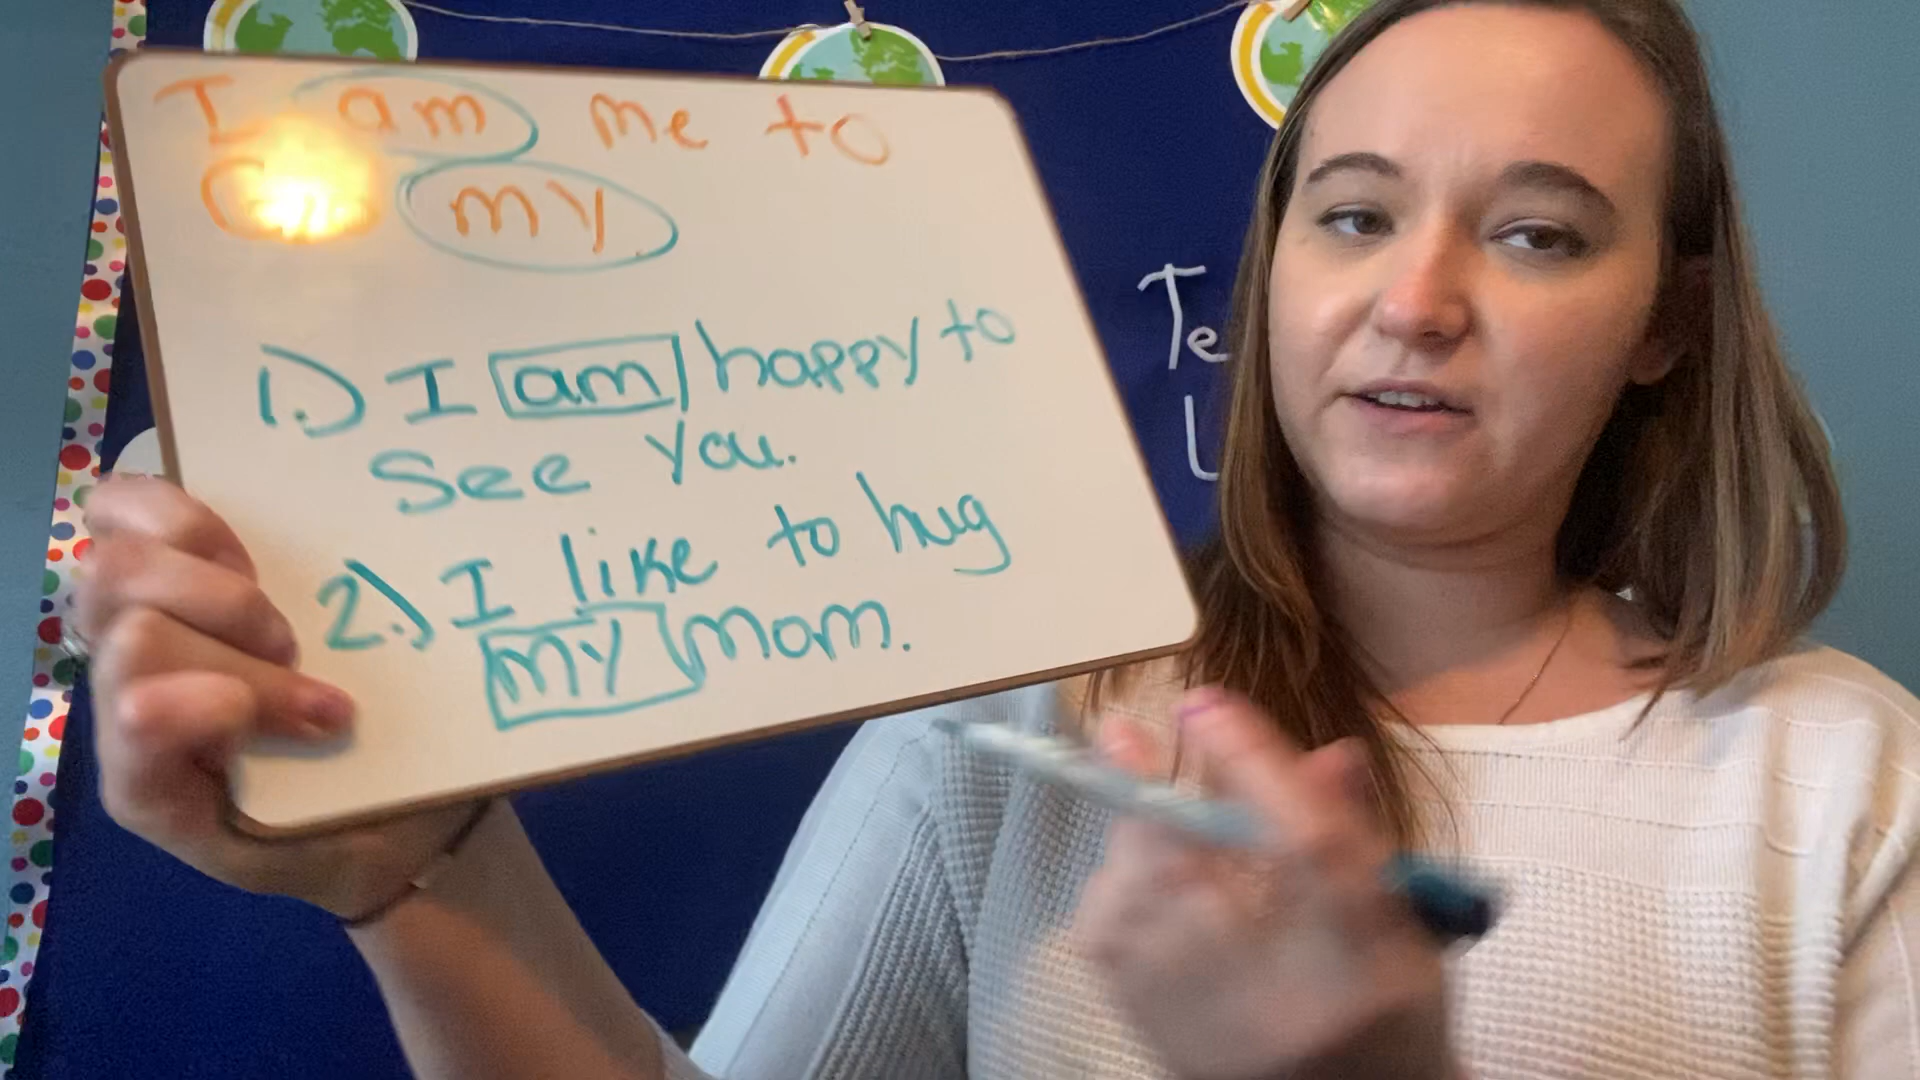 I am me to
my
1.) I am happy to
see you.
2.) I like to hug
my mom.
Te